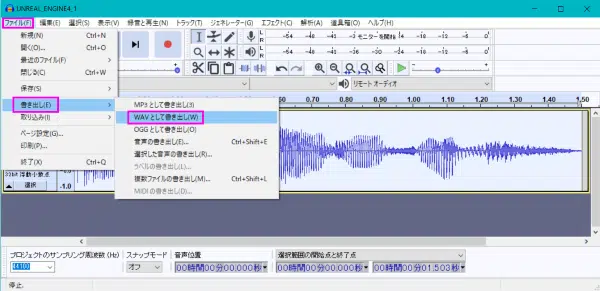 UNREAL_ENGINE4_1
ファイル(F) 編集(E) 選択(S) 表示(V) 録音と再生(N) トラック(T) ジェネレーター(G) エフェクト(C) 解析(A) 道具箱(O) ヘルプ(H)
新規(N) Ctrl+N
開く(O)... Ctrl+O
最近のファイル(F)
閉じる(C) Ctrl+W
保存(S)
書き出し(E)
取り込み(I)
ページ設定(G)...
印刷(P)...
終了(X) Ctrl+Q
MP3 として書き出し(3)
WAV として書き出し(W)
OGG として書き出し(O)
音声の書き出し(E)... Ctrl+Shift+E
選択した音声の書き出し(R)...
ラベルの書き出し(L)...
複数ファイルの書き出し(M)... Ctrl+Shift+L
MIDI の書き出し(D)...
L
R
-54 -48 モニターを開始 -18 -12 -6 0
L
R
-54 -48 -42 -36 -30 -24 -18 -12 -6 0
リモート オーディオ
1.00 1.10 1.20 1.30 1.40 1.50
32bit 浮動小数点
選択
-1.0
プロジェクトのサンプリング周波数 (Hz) スナップモード 音声位置 選択範囲の開始点と終了点
44100 オフ 00時間00分00.000秒 00時間00分00.000秒 00時間00分01.503秒
停止.